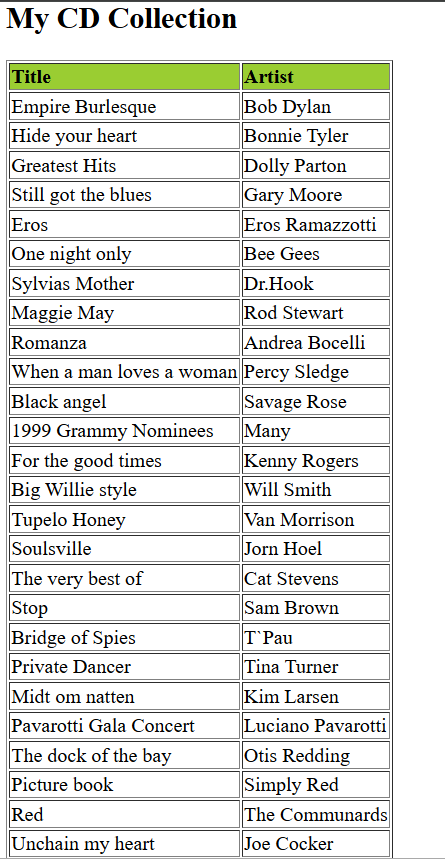 My CD Collection
Title Artist
Empire Burlesque Bob Dylan
Hide your heart Bonnie Tyler
Greatest Hits Dolly Parton
Still got the blues Gary Moore
Eros Eros Ramazzotti
One night only Bee Gees
Sylvias Mother Dr.Hook
Maggie May Rod Stewart
Romanza Andrea Bocelli
When a man loves a woman Percy Sledge
Black angel Savage Rose
1999 Grammy Nominees Many
For the good times Kenny Rogers
Big Willie style Will Smith
Tupelo Honey Van Morrison
Soulsville Jorn Hoel
The very best of Cat Stevens
Stop Sam Brown
Bridge of Spies T`Pau
Private Dancer Tina Turner
Midt om natten Kim Larsen
Pavarotti Gala Concert Luciano Pavarotti
The dock of the bay Otis Redding
Picture book Simply Red
Red The Communards
Unchain my heart Joe Cocker